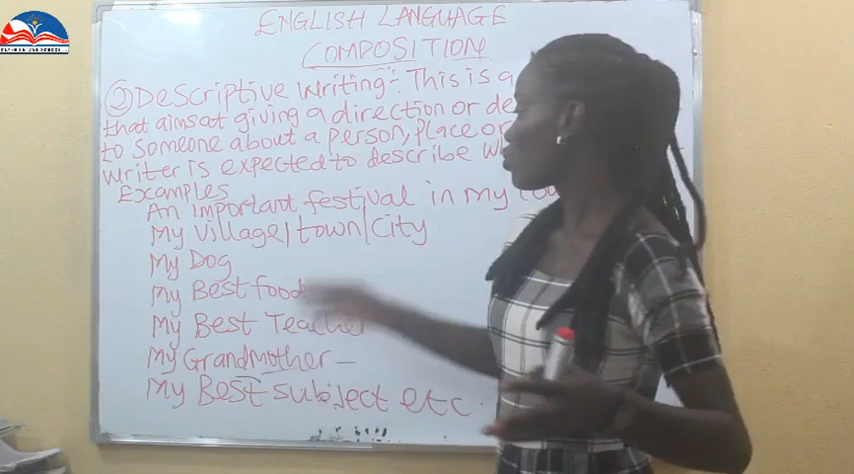 ENGLISH LANGUAGE
COMPOSITION
② Descriptive Writing:- This is a
that aims at giving a direction or de
to someone about a person, place or
writer is expected to describe wh
Examples
An important festival in my
My Village/town/City
My Dog
My Best food
My Best Teacher
My Grandmother –
My Best subject etc.